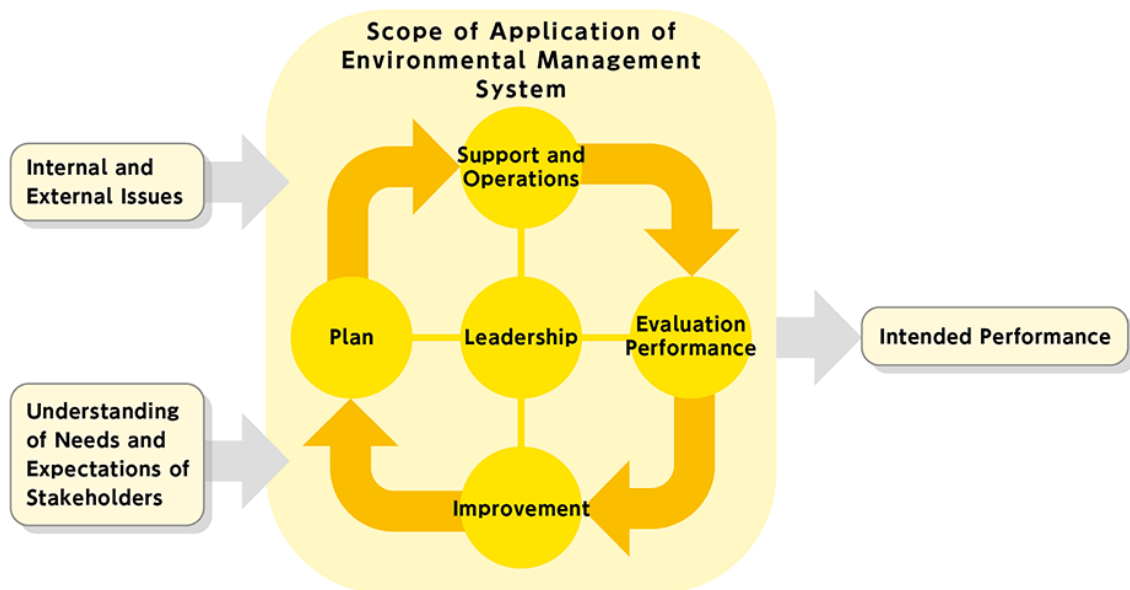 Scope of Application of
Environmental Management
System
Internal and
External Issues
Support and
Operations
Plan
Leadership
Evaluation
Performance
Intended Performance
Understanding
of Needs and
Expectations of
Stakeholders
Improvement